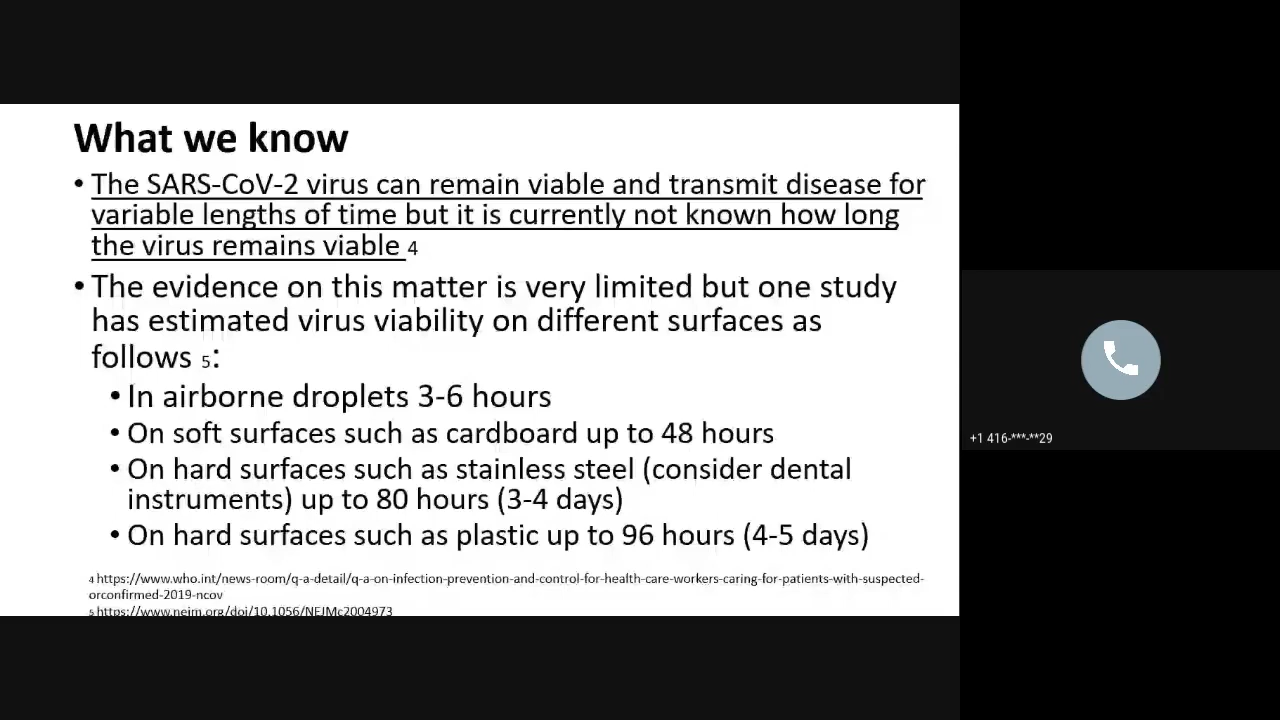 What we know
• The SARS-CoV-2 virus can remain viable and transmit disease for
variable lengths of time but it is currently not known how long
the virus remains viable 4
• The evidence on this matter is very limited but one study
has estimated virus viability on different surfaces as
follows 5:
• In airborne droplets 3-6 hours
• On soft surfaces such as cardboard up to 48 hours
• On hard surfaces such as stainless steel (consider dental
instruments) up to 80 hours (3-4 days)
• On hard surfaces such as plastic up to 96 hours (4-5 days)
4 https://www.who.int/news-room/q-a-detail/q-a-on-infection-prevention-and-control-for-health-care-workers-caring-for-patients-with-suspected-
orconfirmed-2019-ncov
5 https://www.nejm.org/doi/10.1056/NEJMc2004973
+1 416-***-**29